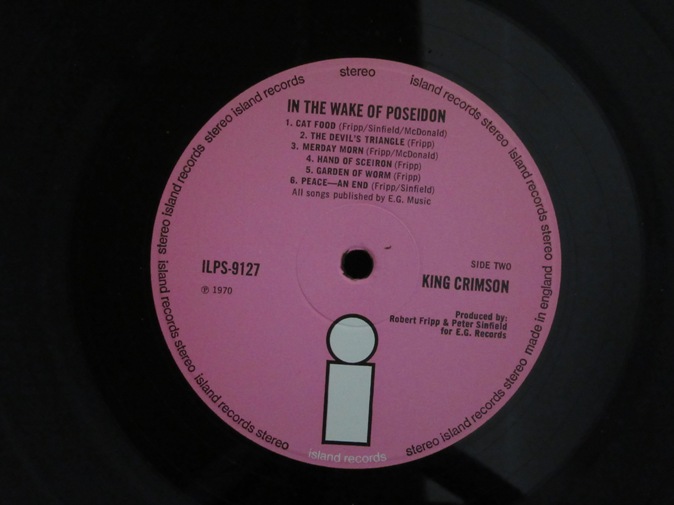 stereo
island records
stereo island records
stereo island records
stereo island records
stereo
IN THE WAKE OF POSEIDON
1. CAT FOOD (Fripp/Sinfield/McDonald)
2. THE DEVIL'S TRIANGLE (Fripp)
3. MERDAY MORN (Fripp/McDonald)
4. HAND OF SCEIRON (Fripp)
5. GARDEN OF WORM (Fripp)
6. PEACE—AN END (Fripp/Sinfield)
All songs published by E.G. Music
ILPS-9127
℗ 1970
SIDE TWO
KING CRIMSON
Produced by:
Robert Fripp & Peter Sinfield
for E.G. Records
made in england
stereo island records
island records
island records stereo
island records